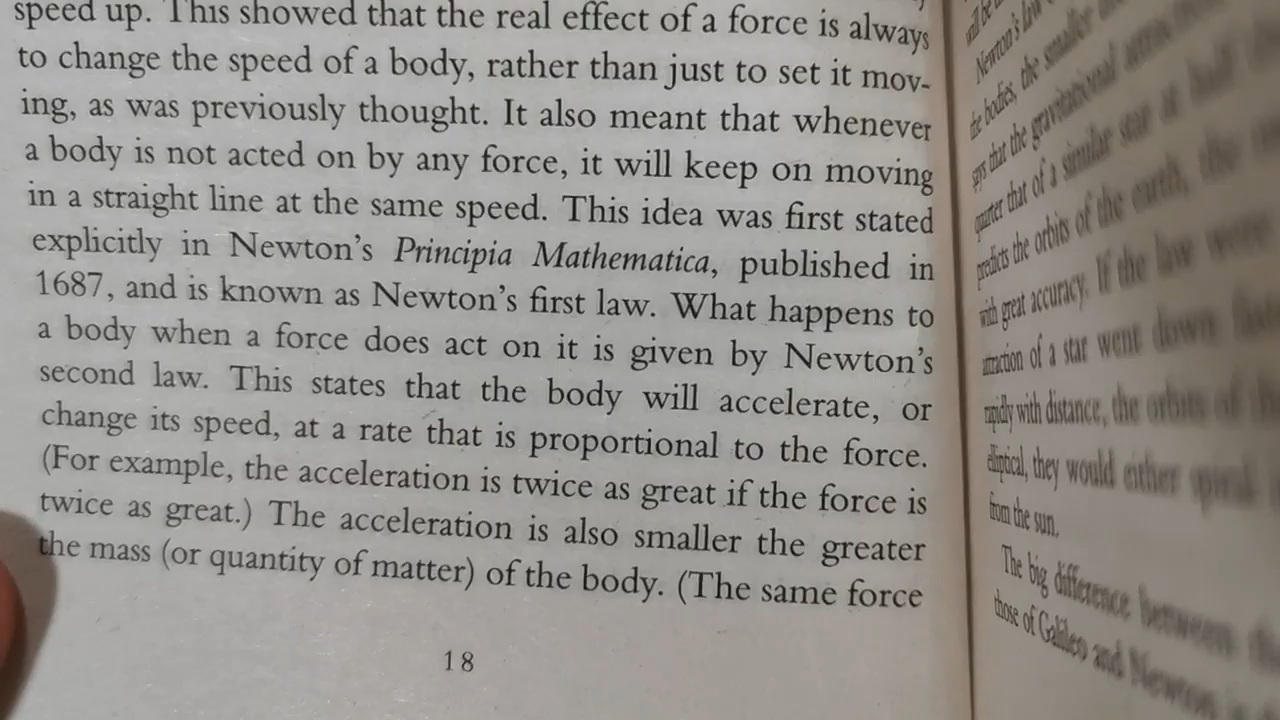 speed up. This showed that the real effect of a force is always
to change the speed of a body, rather than just to set it mov-
ing, as was previously thought. It also meant that whenever
a body is not acted on by any force, it will keep on moving
in a straight line at the same speed. This idea was first stated
explicitly in Newton's Principia Mathematica, published in
1687, and is known as Newton's first law. What happens to
a body when a force does act on it is given by Newton's
second law. This states that the body will accelerate, or
change its speed, at a rate that is proportional to the force.
(For example, the acceleration is twice as great if the force is
twice as great.) The acceleration is also smaller the greater
the mass (or quantity of matter) of the body. (The same force
18
will be
Newton's law
the bodies, the smaller
says that the gravitational
quarter that of a similar star at half
predicts the orbits of the earth, the
with great accuracy. If the law were
attraction of a star went down
rapidly with distance, the orbits of
elliptical, they would either spiral
from the sun.
The big difference between
those of Galileo and Newton